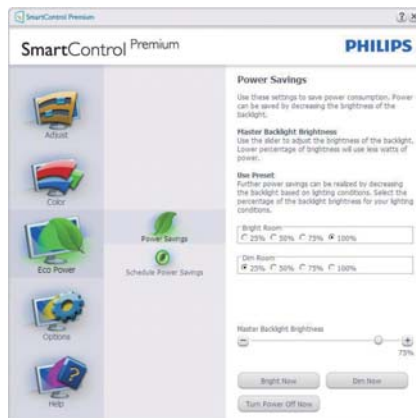 SmartControl Premium
SmartControl Premium
PHILIPS
Adjust
Color
Eco Power
Options
Help
Power Savings
Schedule Power Savings
Power Savings
Use these settings to save power consumption. Power
can be saved by decreasing the brightness of the
backlight.
Master Backlight Brightness
Use the slider to adjust the brightness of the backlight.
Lower percentage of brightness will use less watts of
power.
Use Preset
Further power savings can be realized by decreasing
the Backlight based on lighting conditions. Select the
percentage of the backlight brightness for your lighting
conditions.
Bright Room
25% 50% 75% 100%
Dim Room
25% 50% 75% 100%
Master Backlight Brightness
75%
Bright Now
Dim Now
Turn Power Off Now